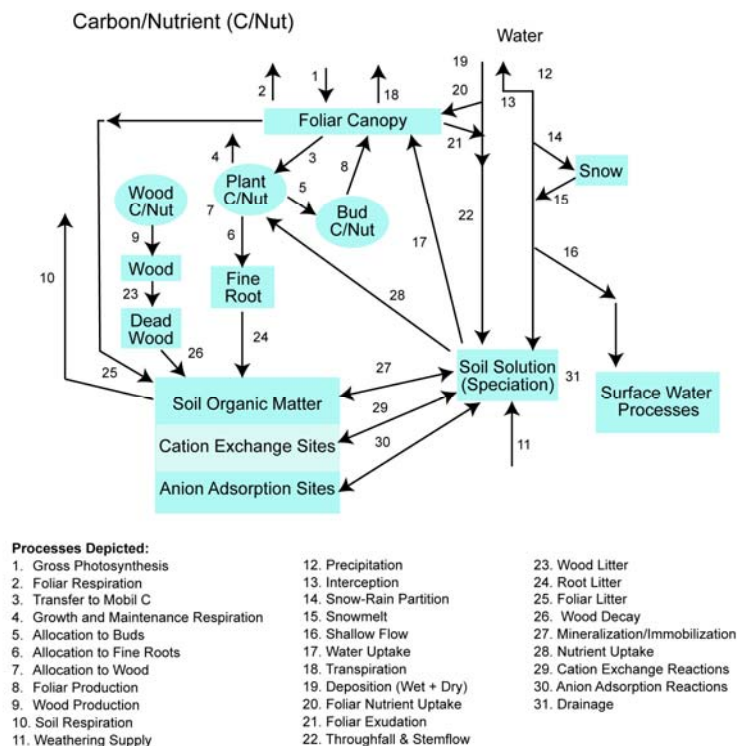 Carbon/Nutrient (C/Nut)
Water
2
1
18
19
20
13
12
Foliar Canopy
21
14
4
3
8
Snow
Wood
C/Nut
Plant
C/Nut
5
7
Bud
C/Nut
22
15
9
6
17
16
10
Wood
Fine
Root
23
28
Dead
Wood
24
26
25
27
Soil Solution
(Speciation)
31
Surface Water
Processes
Soil Organic Matter
29
Cation Exchange Sites
30
11
Anion Adsorption Sites
Processes Depicted:
1. Gross Photosynthesis
2. Foliar Respiration
3. Transfer to Mobil C
4. Growth and Maintenance Respiration
5. Allocation to Buds
6. Allocation to Fine Roots
7. Allocation to Wood
8. Foliar Production
9. Wood Production
10. Soil Respiration
11. Weathering Supply
12. Precipitation
13. Interception
14. Snow-Rain Partition
15. Snowmelt
16. Shallow Flow
17. Water Uptake
18. Transpiration
19. Deposition (Wet + Dry)
20. Foliar Nutrient Uptake
21. Foliar Exudation
22. Throughfall & Stemflow
23. Wood Litter
24. Root Litter
25. Foliar Litter
26. Wood Decay
27. Mineralization/Immobilization
28. Nutrient Uptake
29. Cation Exchange Reactions
30. Anion Adsorption Reactions
31. Drainage